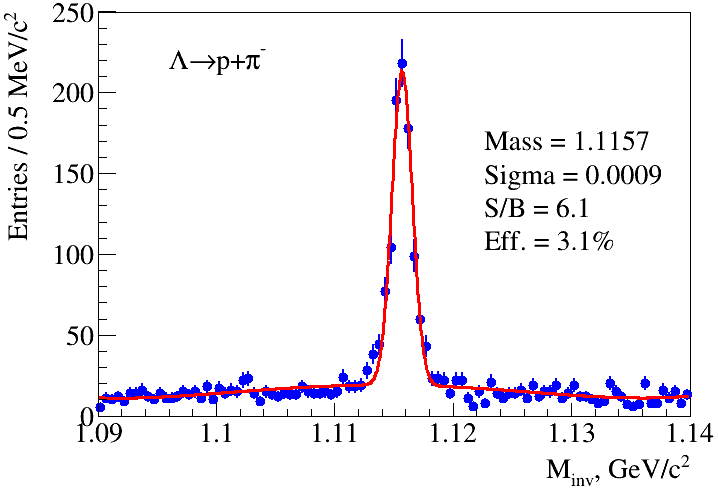 Entries / 0.5 MeV/c²
250
200
150
100
50
0
Λ→p+π⁻
Mass = 1.1157
Sigma = 0.0009
S/B = 6.1
Eff. = 3.1%
1.09 1.1 1.11 1.12 1.13 1.14
M_inv, GeV/c²